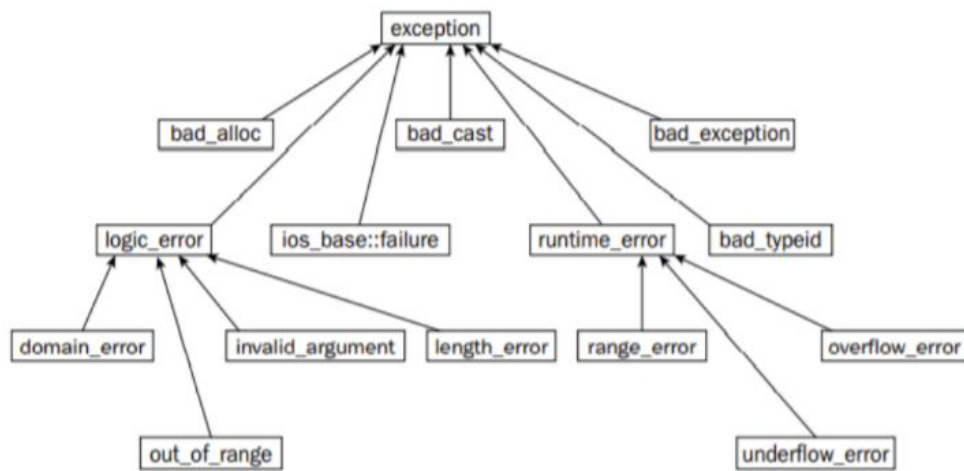 exception
bad_alloc
bad_cast
bad_exception
logic_error
ios_base::failure
runtime_error
bad_typeid
domain_error
invalid_argument
length_error
range_error
overflow_error
out_of_range
underflow_error